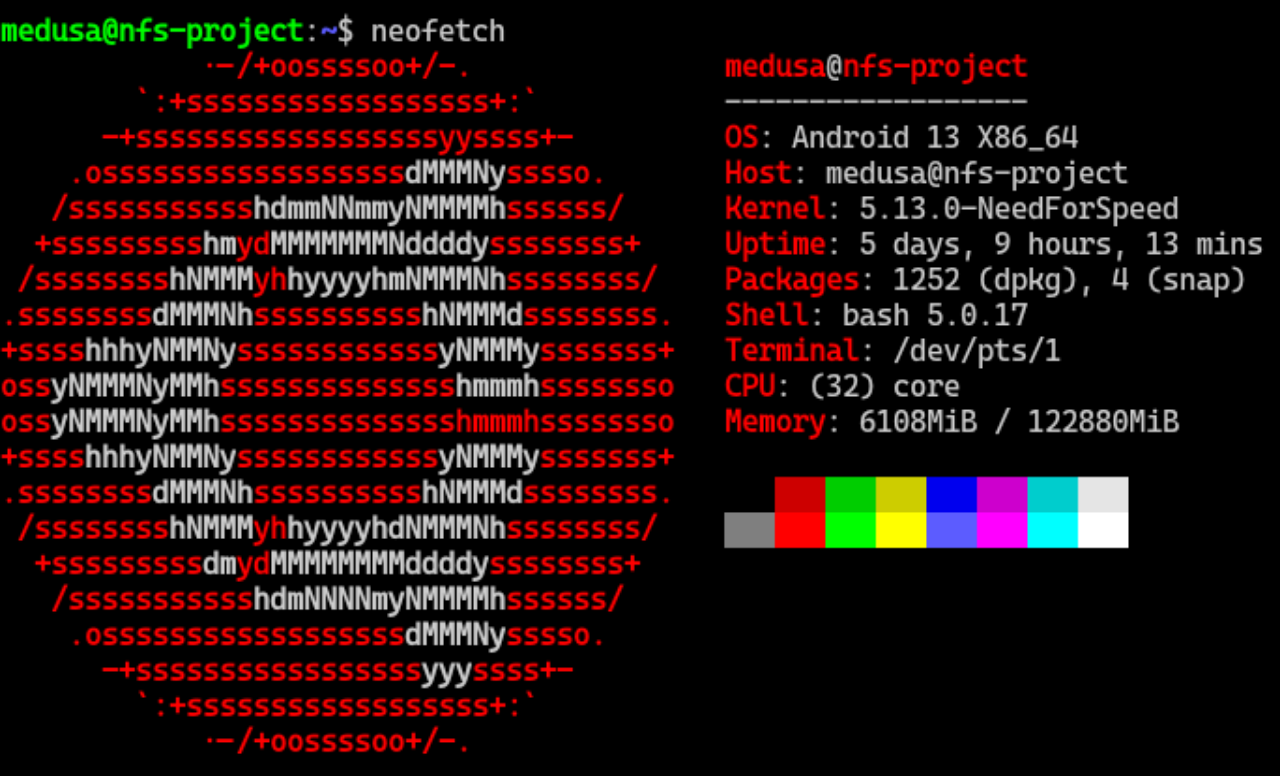 medusa@nfs-project:~$ neofetch
·-/+oossssoo+/-.
`:+ssssssssssssssssss+:`
-+ssssssssssssssssssyyssss+-
.ossssssssssssssssssdMMMNysssso.
/ssssssssssshdmmNNmmyNMMMMhssssss/
+ssssssssshmydMMMMMMMNddddyssssssss+
/sssssssshNMMMyhhyyyyhmNMMMNhssssssss/
.ssssssssdMMMNhsssssssssshNMMMdssssssss.
+sssshhhyNMMNyssssssssssssyNMMMysssssss+
ossyNMMMNyMMhsssssssssssssshmmmhssssssso
ossyNMMMNyMMhsssssssssssssshmmmhssssssso
+sssshhhyNMMNyssssssssssssyNMMMysssssss+
.ssssssssdMMMNhsssssssssshNMMMdssssssss.
/sssssssshNMMMyhhyyyyhdNMMMNhssssssss/
+sssssssssdmydMMMMMMMMddddyssssssss+
/ssssssssssshdmNNNNmyNMMMMhssssss/
.ossssssssssssssssssdMMMNysssso.
-+sssssssssssssssssyyyssss+-
`:+ssssssssssssssssss+:`
·-/+oossssoo+/-.
medusa@nfs-project
------------------
OS: Android 13 X86_64
Host: medusa@nfs-project
Kernel: 5.13.0-NeedForSpeed
Uptime: 5 days, 9 hours, 13 mins
Packages: 1252 (dpkg), 4 (snap)
Shell: bash 5.0.17
Terminal: /dev/pts/1
CPU: (32) core
Memory: 6108MiB / 122880MiB